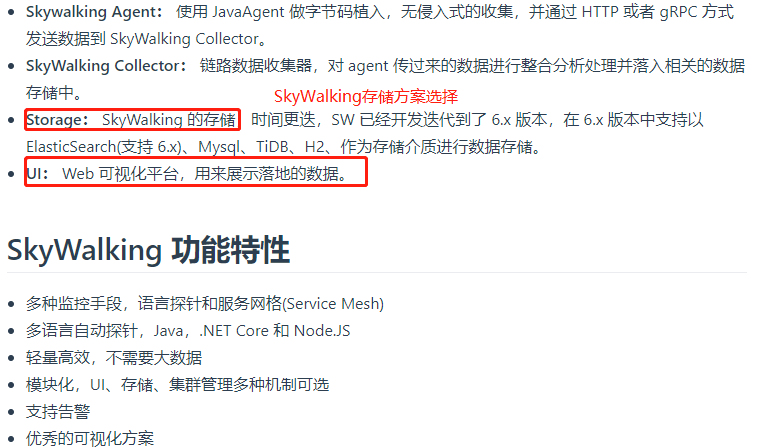 Skywalking Agent： 使用 JavaAgent 做字节码植入，无侵入式的收集，并通过 HTTP 或者 gRPC 方式
发送数据到 SkyWalking Collector。
SkyWalking Collector： 链路数据收集器，对 agent 传过来的数据进行整合分析处理并落入相关的数据
存储中。
SkyWalking存储方案选择
Storage： SkyWalking 的存储 时间更迭，SW 已经开发迭代到了 6.x 版本，在 6.x 版本中支持以
ElasticSearch(支持 6.x)、Mysql、TiDB、H2、作为存储介质进行数据存储。
UI： Web 可视化平台，用来展示落地的数据。
SkyWalking 功能特性
多种监控手段，语言探针和服务网格(Service Mesh)
多语言自动探针，Java，.NET Core 和 Node.JS
轻量高效，不需要大数据
模块化，UI、存储、集群管理多种机制可选
支持告警
优秀的可视化方案